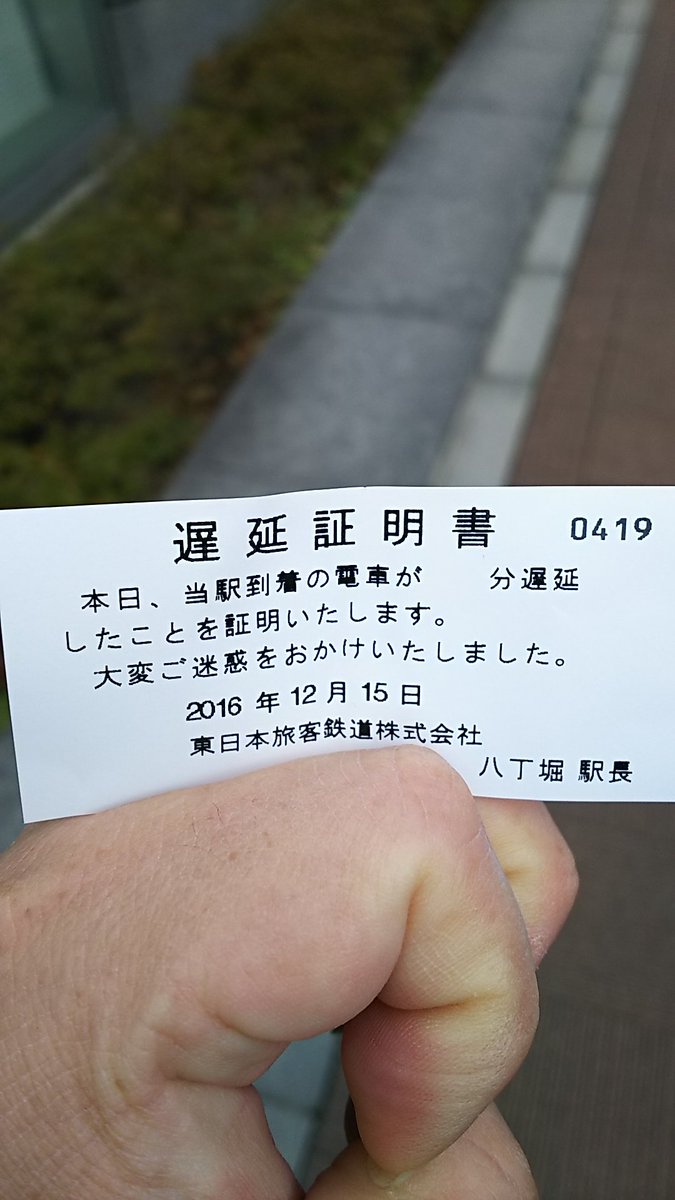 遅延証明書 0419
本日、当駅到着の電車が 分遅延
したことを証明いたします。
大変ご迷惑をおかけいたしました。
2016 年 12 月 15 日
東日本旅客鉄道株式会社
八丁堀 駅長